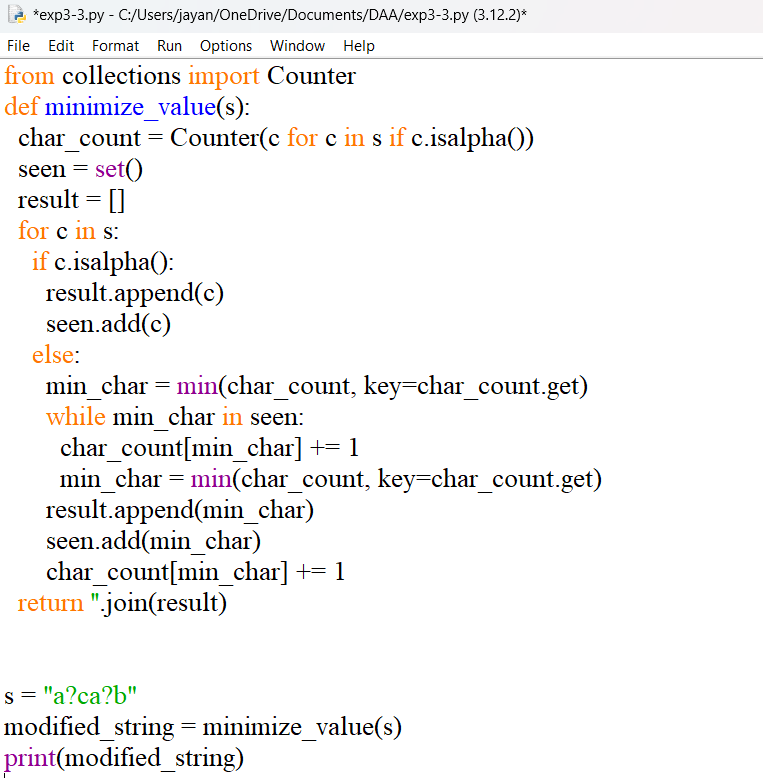 *exp3-3.py - C:/Users/jayan/OneDrive/Documents/DAA/exp3-3.py (3.12.2)*
File Edit Format Run Options Window Help
from collections import Counter
def minimize_value(s):
  char_count = Counter(c for c in s if c.isalpha())
  seen = set()
  result = []
  for c in s:
    if c.isalpha():
      result.append(c)
      seen.add(c)
    else:
      min_char = min(char_count, key=char_count.get)
      while min_char in seen:
        char_count[min_char] += 1
        min_char = min(char_count, key=char_count.get)
      result.append(min_char)
      seen.add(min_char)
      char_count[min_char] += 1
  return ''.join(result)
s = "a?ca?b"
modified_string = minimize_value(s)
print(modified_string)